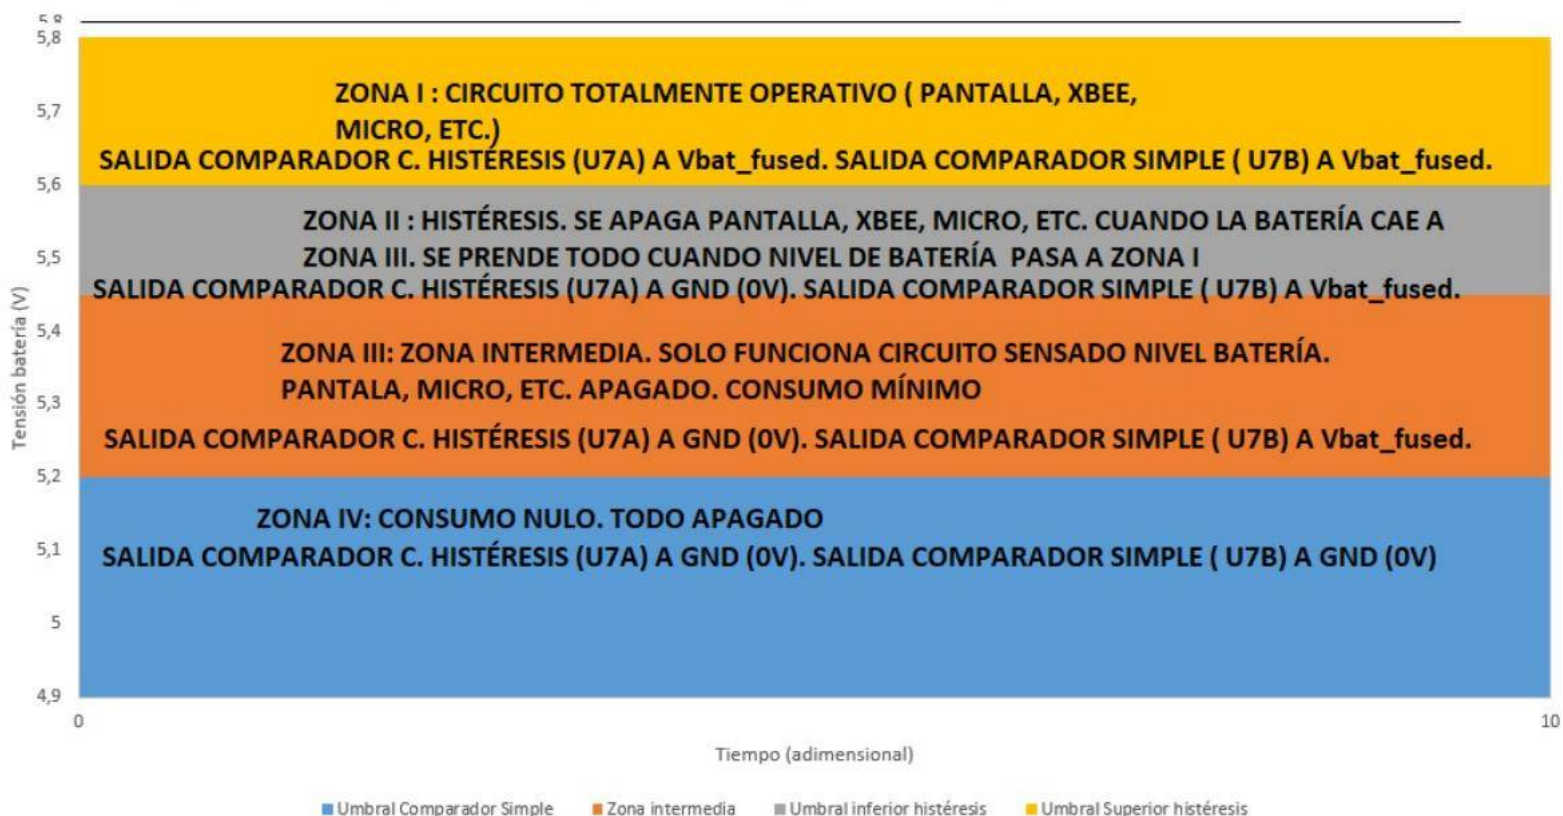 5,8
5,8
ZONA I : CIRCUITO TOTALMENTE OPERATIVO ( PANTALLA, XBEE,
MICRO, ETC.)
5,7
SALIDA COMPARADOR C. HISTÉRESIS (U7A) A Vbat_fused. SALIDA COMPARADOR SIMPLE ( U7B) A Vbat_fused.
5,6
ZONA II : HISTÉRESIS. SE APAGA PANTALLA, XBEE, MICRO, ETC. CUANDO LA BATERÍA CAE A
ZONA III. SE PRENDE TODO CUANDO NIVEL DE BATERÍA PASA A ZONA I
5,5
SALIDA COMPARADOR C. HISTÉRESIS (U7A) A GND (0V). SALIDA COMPARADOR SIMPLE ( U7B) A Vbat_fused.
Tensión batería (V)
5,4
ZONA III: ZONA INTERMEDIA. SOLO FUNCIONA CIRCUITO SENSADO NIVEL BATERÍA.
PANTALA, MICRO, ETC. APAGADO. CONSUMO MÍNIMO
5,3
SALIDA COMPARADOR C. HISTÉRESIS (U7A) A GND (0V). SALIDA COMPARADOR SIMPLE ( U7B) A Vbat_fused.
5,2
ZONA IV: CONSUMO NULO. TODO APAGADO
5,1
SALIDA COMPARADOR C. HISTÉRESIS (U7A) A GND (0V). SALIDA COMPARADOR SIMPLE ( U7B) A GND (0V)
5
4,9
0
10
Tiempo (adimensional)
Umbral Comparador Simple
Zona intermedia
Umbral inferior histéresis
Umbral Superior histéresis